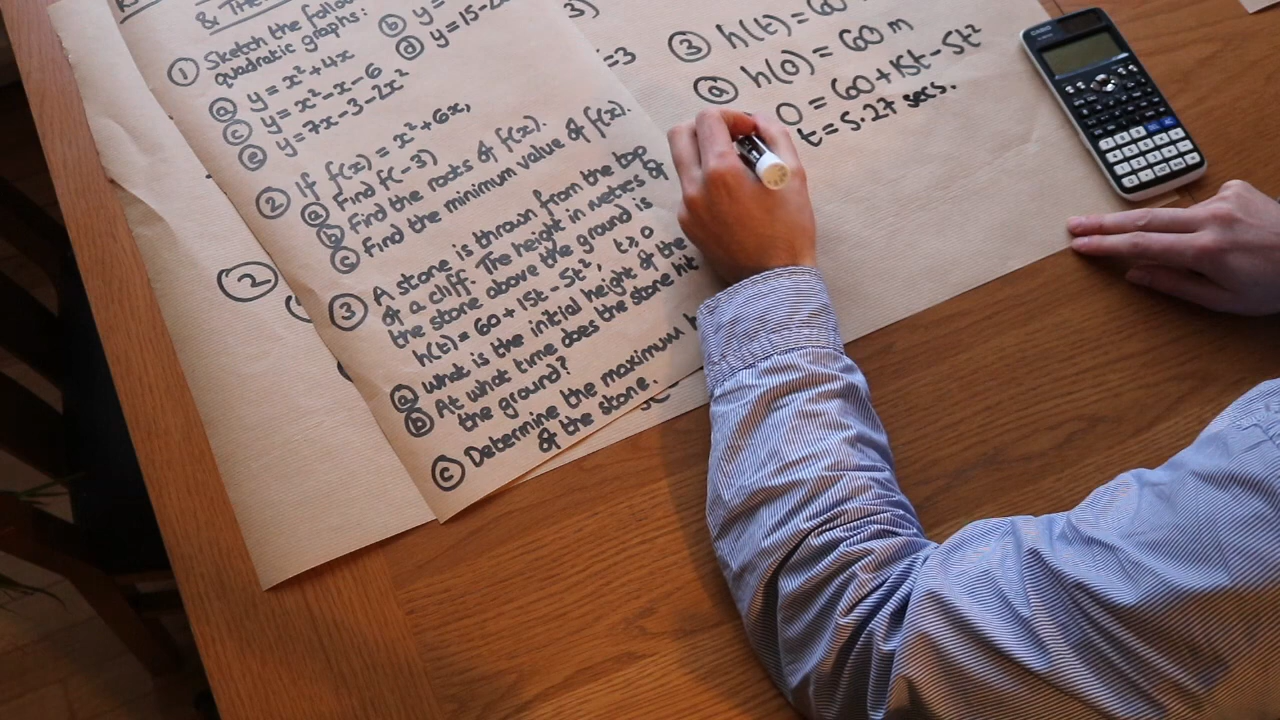 ① Sketch the
quadratic graphs:
ⓐ y = x² + 4x
ⓑ y =
ⓒ y = x² - x - 6
ⓓ y = 15 - 2
ⓔ y = 7x - 3 - 2x²
② If f(x) = x² + 6x,
ⓐ Find f(-3)
ⓑ Find the roots of f(x).
ⓒ Find the minimum value of f(x).
③ A stone is thrown from the top
of a cliff. The height in metres of
the stone above the ground is
h(t) = 60 + 15t - 5t², t ⩾ 0
ⓐ What is the initial height of the
ⓑ At what time does the stone hit
the ground?
ⓒ Determine the maximum h
of the stone.
②
3)
=3
③ h(t) = 60
ⓐ h(0) = 60 m
0 = 60 + 15t - 5t²
t = 5.27 secs.
CASIO